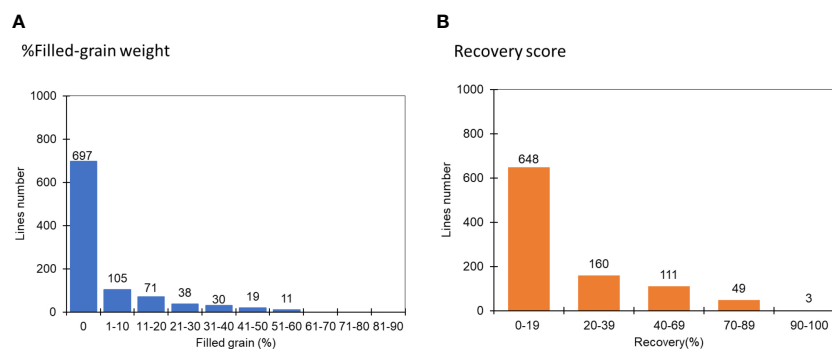 A
%Filled-grain weight
1000
800
600
400
200
0
Lines number
697
105
71
38
30
19
11
0 1-10 11-20 21-30 31-40 41-50 51-60 61-70 71-80 81-90
Filled grain (%)
B
Recovery score
1000
800
600
400
200
0
Lines number
648
160
111
49
3
0-19 20-39 40-69 70-89 90-100
Recovery(%)